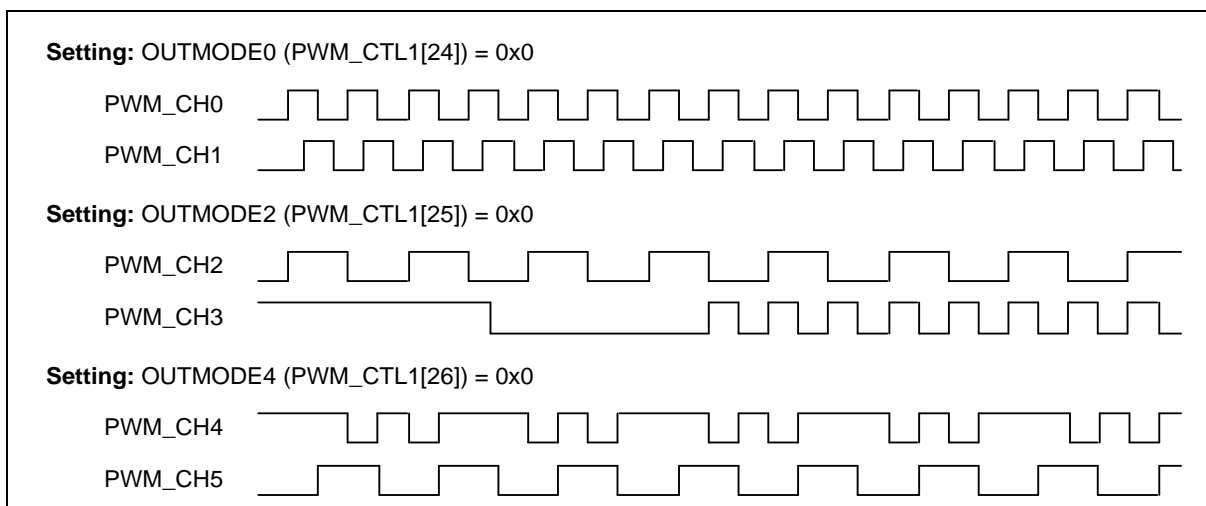 Setting: OUTMODE0 (PWM_CTL1[24]) = 0x0
PWM_CH0
PWM_CH1
Setting: OUTMODE2 (PWM_CTL1[25]) = 0x0
PWM_CH2
PWM_CH3
Setting: OUTMODE4 (PWM_CTL1[26]) = 0x0
PWM_CH4
PWM_CH5